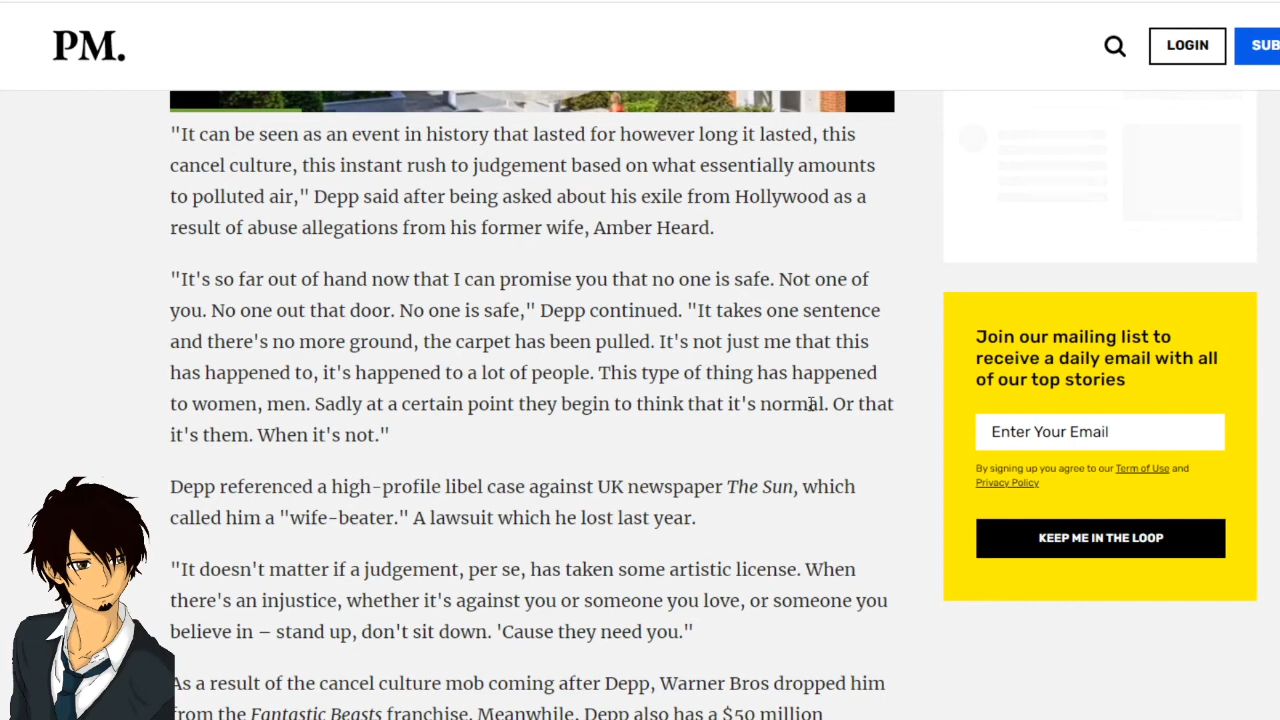 PM.
LOGIN
SUB
"It can be seen as an event in history that lasted for however long it lasted, this
cancel culture, this instant rush to judgement based on what essentially amounts
to polluted air," Depp said after being asked about his exile from Hollywood as a
result of abuse allegations from his former wife, Amber Heard.
"It's so far out of hand now that I can promise you that no one is safe. Not one of
you. No one out that door. No one is safe," Depp continued. "It takes one sentence
and there's no more ground, the carpet has been pulled. It's not just me that this
has happened to, it's happened to a lot of people. This type of thing has happened
to women, men. Sadly at a certain point they begin to think that it's normal. Or that
it's them. When it's not."
Depp referenced a high-profile libel case against UK newspaper The Sun, which
called him a "wife-beater." A lawsuit which he lost last year.
"It doesn't matter if a judgement, per se, has taken some artistic license. When
there's an injustice, whether it's against you or someone you love, or someone you
believe in – stand up, don't sit down. 'Cause they need you."
As a result of the cancel culture mob coming after Depp, Warner Bros dropped him
from the Fantastic Beasts franchise. Meanwhile, Depp also has a $50 million
Join our mailing list to
receive a daily email with all
of our top stories
Enter Your Email
By signing up you agree to our Term of Use and
Privacy Policy
KEEP ME IN THE LOOP